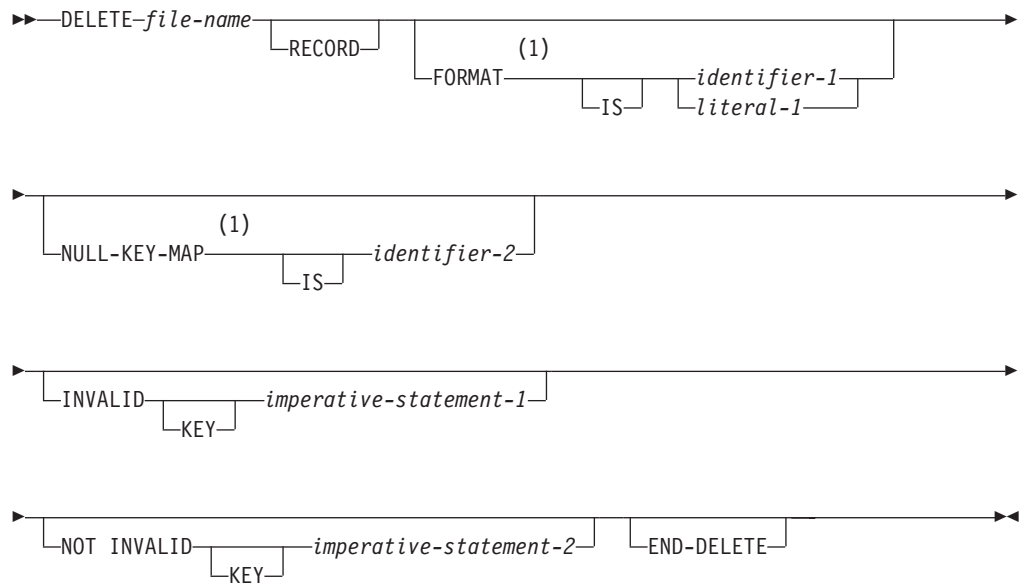 DELETE file-name
RECORD
(1)
FORMAT
IS
identifier-1
literal-1
(1)
NULL-KEY-MAP
IS
identifier-2
INVALID
KEY
imperative-statement-1
NOT INVALID
KEY
imperative-statement-2
END-DELETE